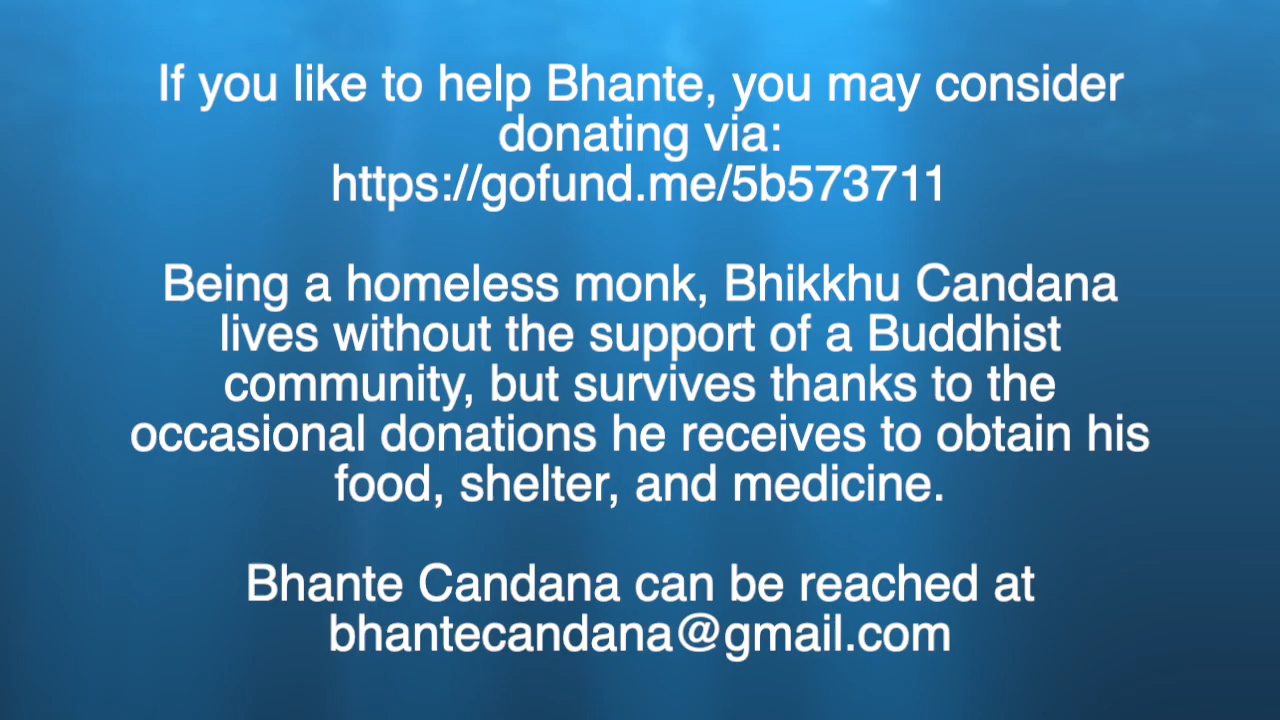 If you like to help Bhante, you may consider
donating via:
https://gofund.me/5b573711
Being a homeless monk, Bhikkhu Candana
lives without the support of a Buddhist
community, but survives thanks to the
occasional donations he receives to obtain his
food, shelter, and medicine.
Bhante Candana can be reached at
bhantecandana@gmail.com